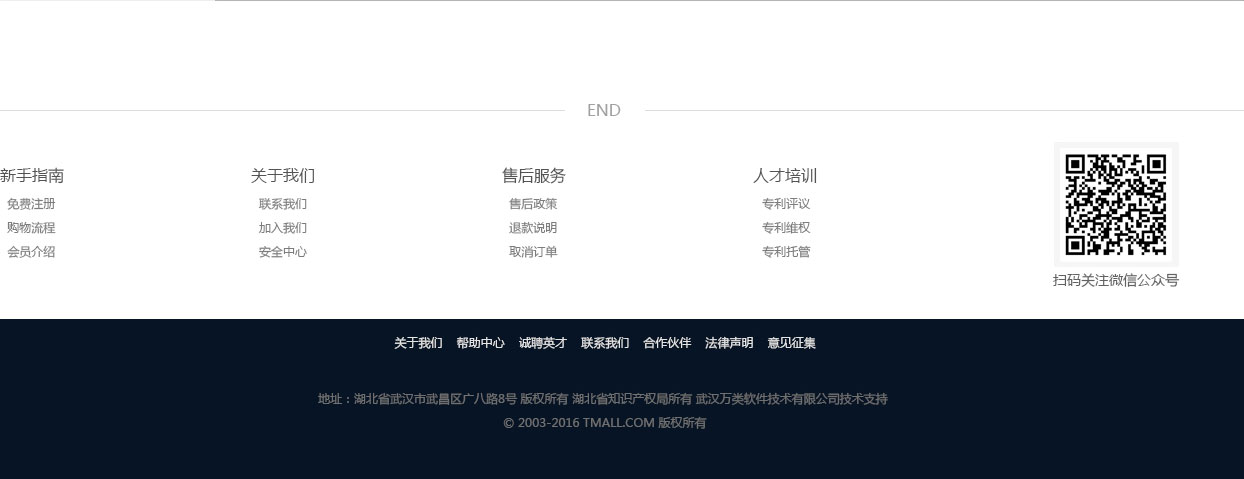 END
新手指南
免费注册
购物流程
会员介绍
关于我们
联系我们
加入我们
安全中心
售后服务
售后政策
退款说明
取消订单
人才培训
专利评议
专利维权
专利托管
扫码关注微信公众号
关于我们 帮助中心 诚聘英才 联系我们 合作伙伴 法律声明 意见征集
地址：湖北省武汉市武昌区广八路8号 版权所有 湖北省知识产权局所有 武汉万类软件技术有限公司技术支持
© 2003-2016 TMALL.COM 版权所有